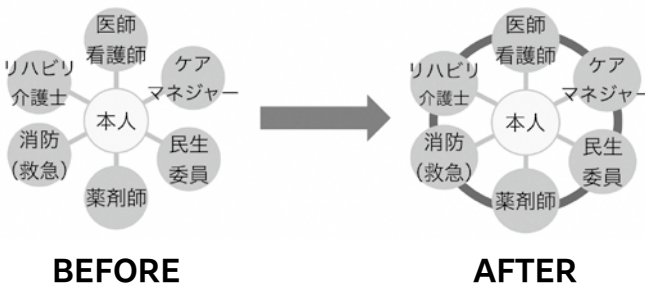 医師
看護師
ケア
マネジャー
民生
委員
薬剤師
消防
（救急）
リハビリ
介護士
本人
医師
看護師
ケア
マネジャー
民生
委員
薬剤師
消防
（救急）
リハビリ
介護士
本人
BEFORE
AFTER